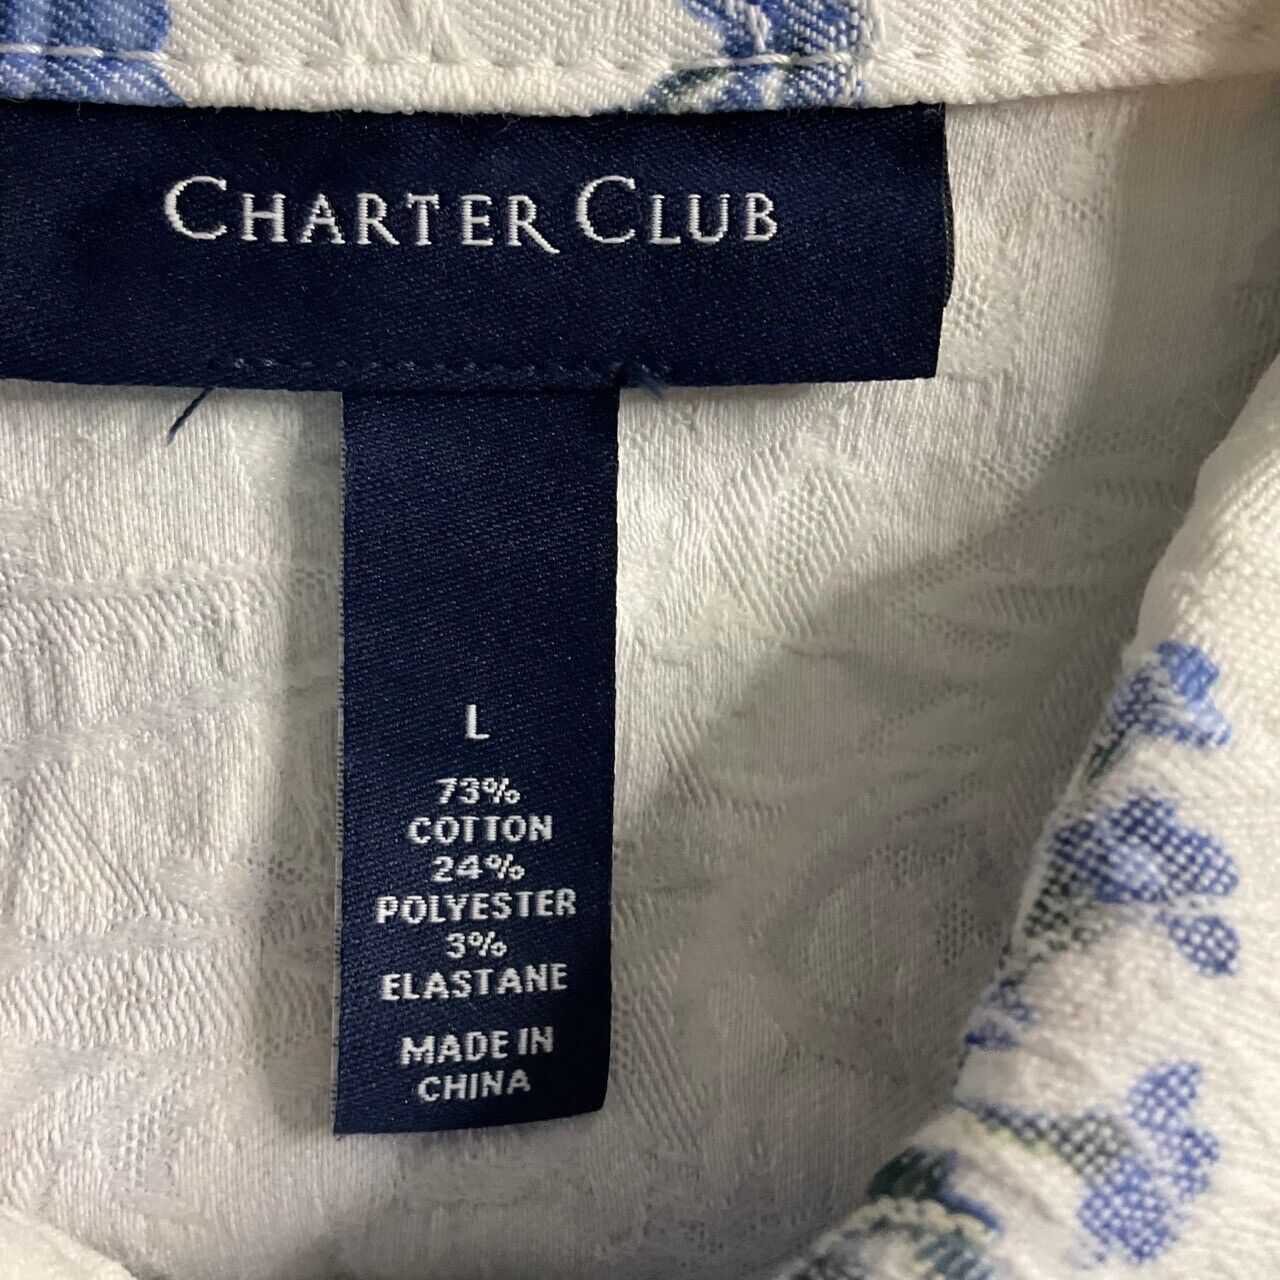 CHARTER CLUB
L
73%
COTTON
24%
POLYESTER
3%
ELASTANE
MADE IN
CHINA